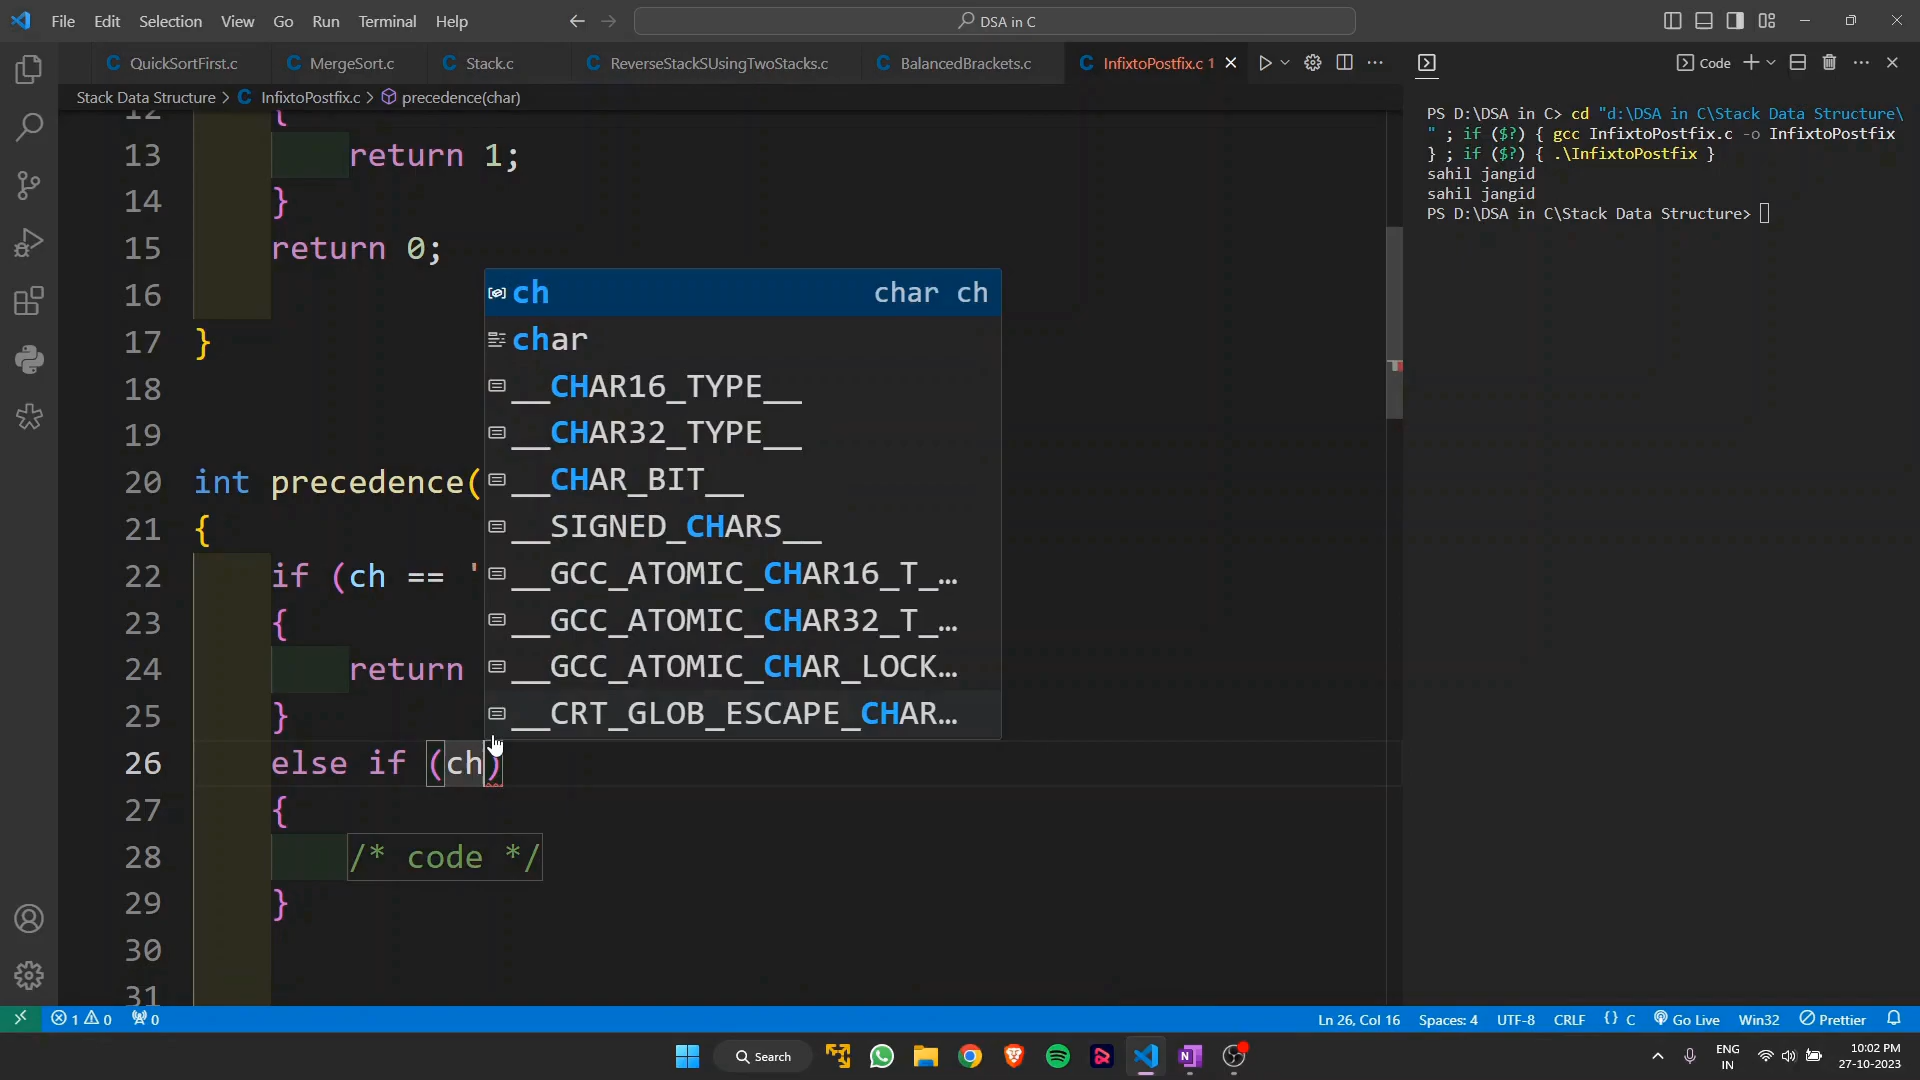 File Edit Selection View Go Run Terminal Help
DSA in C
C QuickSortFirst.c
C MergeSort.c
C Stack.c
C ReverseStackSUsingTwoStacks.c
C BalancedBrackets.c
C InfixtoPostfix.c 1
Code
Stack Data Structure > C InfixtoPostfix.c > precedence(char)
12 {
13 return 1;
14 }
15 return 0;
16
17 }
18
19
20 int precedence(
21 {
22 if (ch == '
23 {
24 return
25 }
26 else if (ch)
27 {
28 /* code */
29 }
30
31
ch char ch
char
__CHAR16_TYPE__
__CHAR32_TYPE__
__CHAR_BIT__
__SIGNED_CHARS__
__GCC_ATOMIC_CHAR16_T_…
__GCC_ATOMIC_CHAR32_T_…
__GCC_ATOMIC_CHAR_LOCK…
__CRT_GLOB_ESCAPE_CHAR…
PS D:\DSA in C> cd "d:\DSA in C\Stack Data Structure\
" ; if ($?) { gcc InfixtoPostfix.c -o InfixtoPostfix
} ; if ($?) { .\InfixtoPostfix }
sahil jangid
sahil jangid
PS D:\DSA in C\Stack Data Structure>
1 0 0
Ln 26, Col 16 Spaces: 4 UTF-8 CRLF {} C Go Live Win32 Prettier
Search
ENG
IN
10:02 PM
27-10-2023